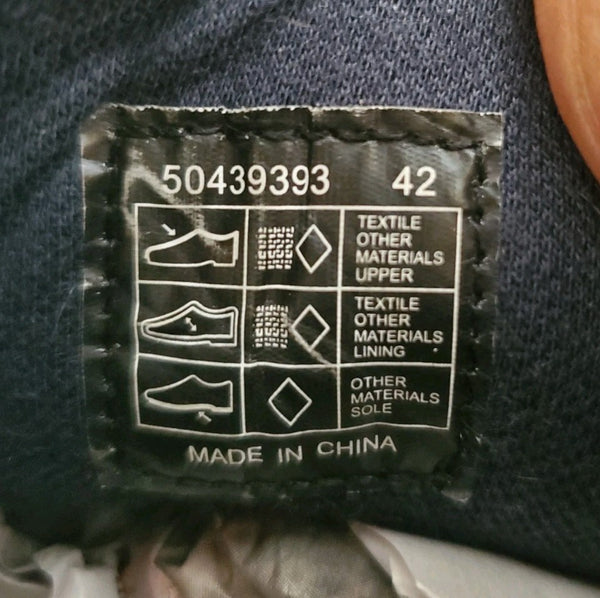 50439393 42
TEXTILE
OTHER
MATERIALS
UPPER
TEXTILE
OTHER
MATERIALS
LINING
OTHER
MATERIALS
SOLE
MADE IN CHINA